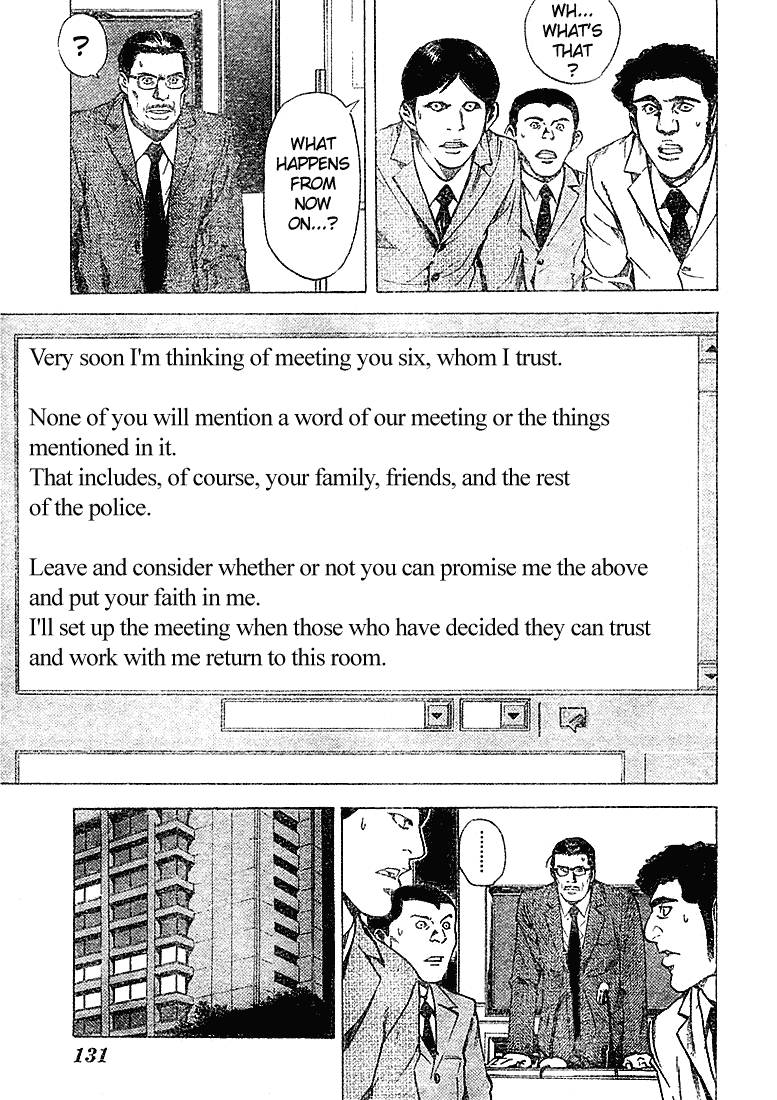 WH...
WHAT'S
THAT
?
?
WHAT
HAPPENS
FROM
NOW
ON...?
Very soon I'm thinking of meeting you six, whom I trust.
None of you will mention a word of our meeting or the things
mentioned in it.
That includes, of course, your family, friends, and the rest
of the police.
Leave and consider whether or not you can promise me the above
and put your faith in me.
I'll set up the meeting when those who have decided they can trust
and work with me return to this room.
........
131